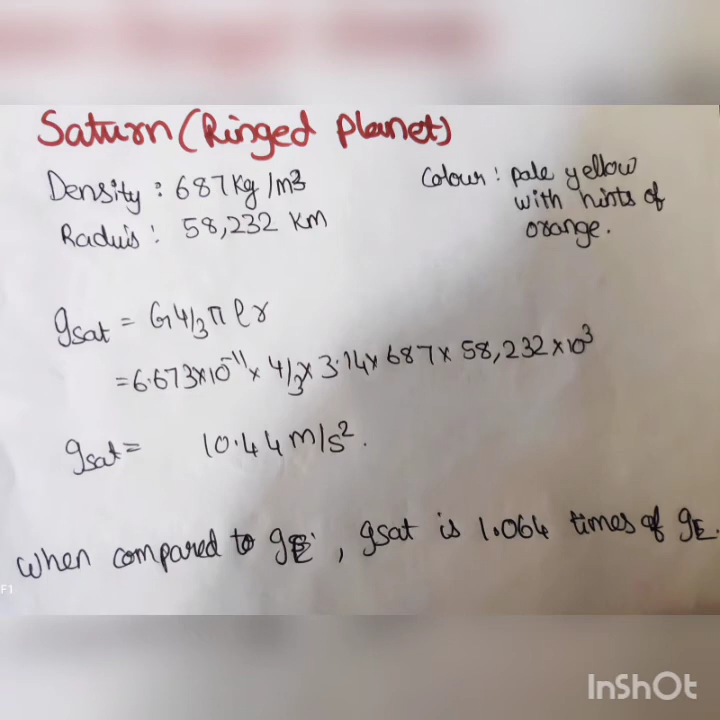 Saturn (Ringed planet)
Density : 687 Kg/m3
Raduis : 58,232 KM
Colour : pale yellow
with hints of
orange.
gsat = G 4/3 π ρ r
= 6.673×10⁻¹¹ × 4/3 × 3.14 × 687 × 58,232 × 10³
gsat = 10.44 m/s².
when compared to gE, gsat is 1.064 times of gE.
F1
InShOt